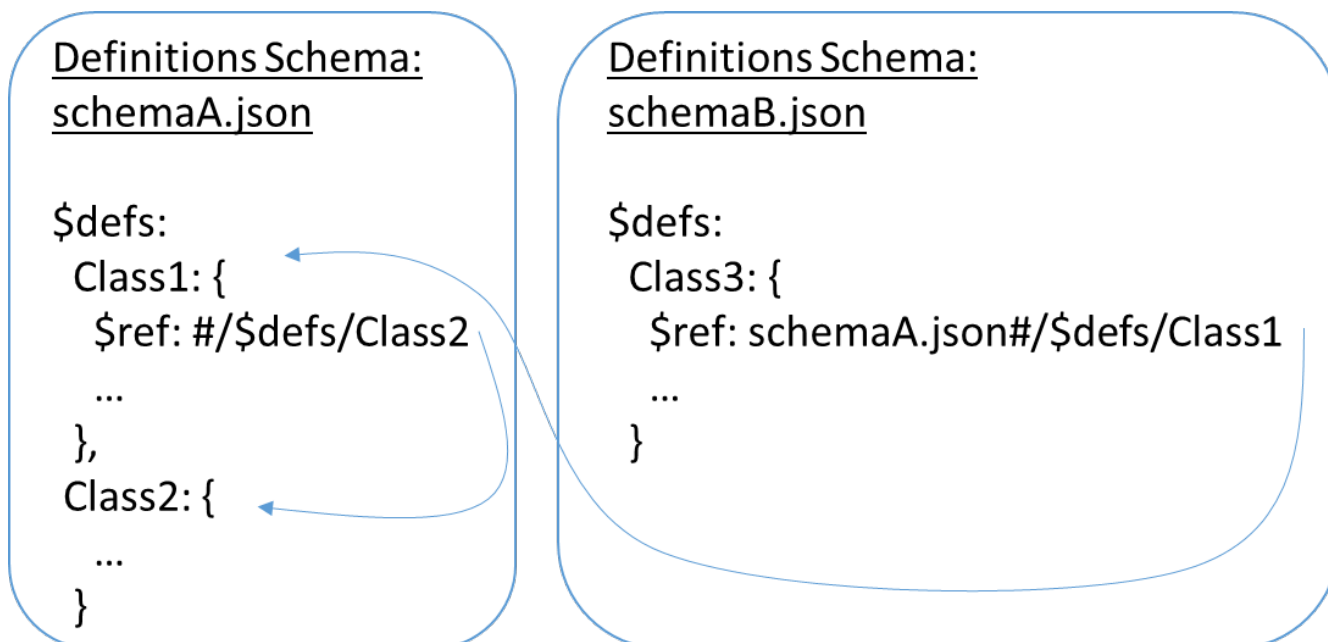 Definitions Schema:
schemaA.json
$defs:
Class1: {
$ref: #/$defs/Class2
...
},
Class2: {
...
}
Definitions Schema:
schemaB.json
$defs:
Class3: {
$ref: schemaA.json#/$defs/Class1
...
}